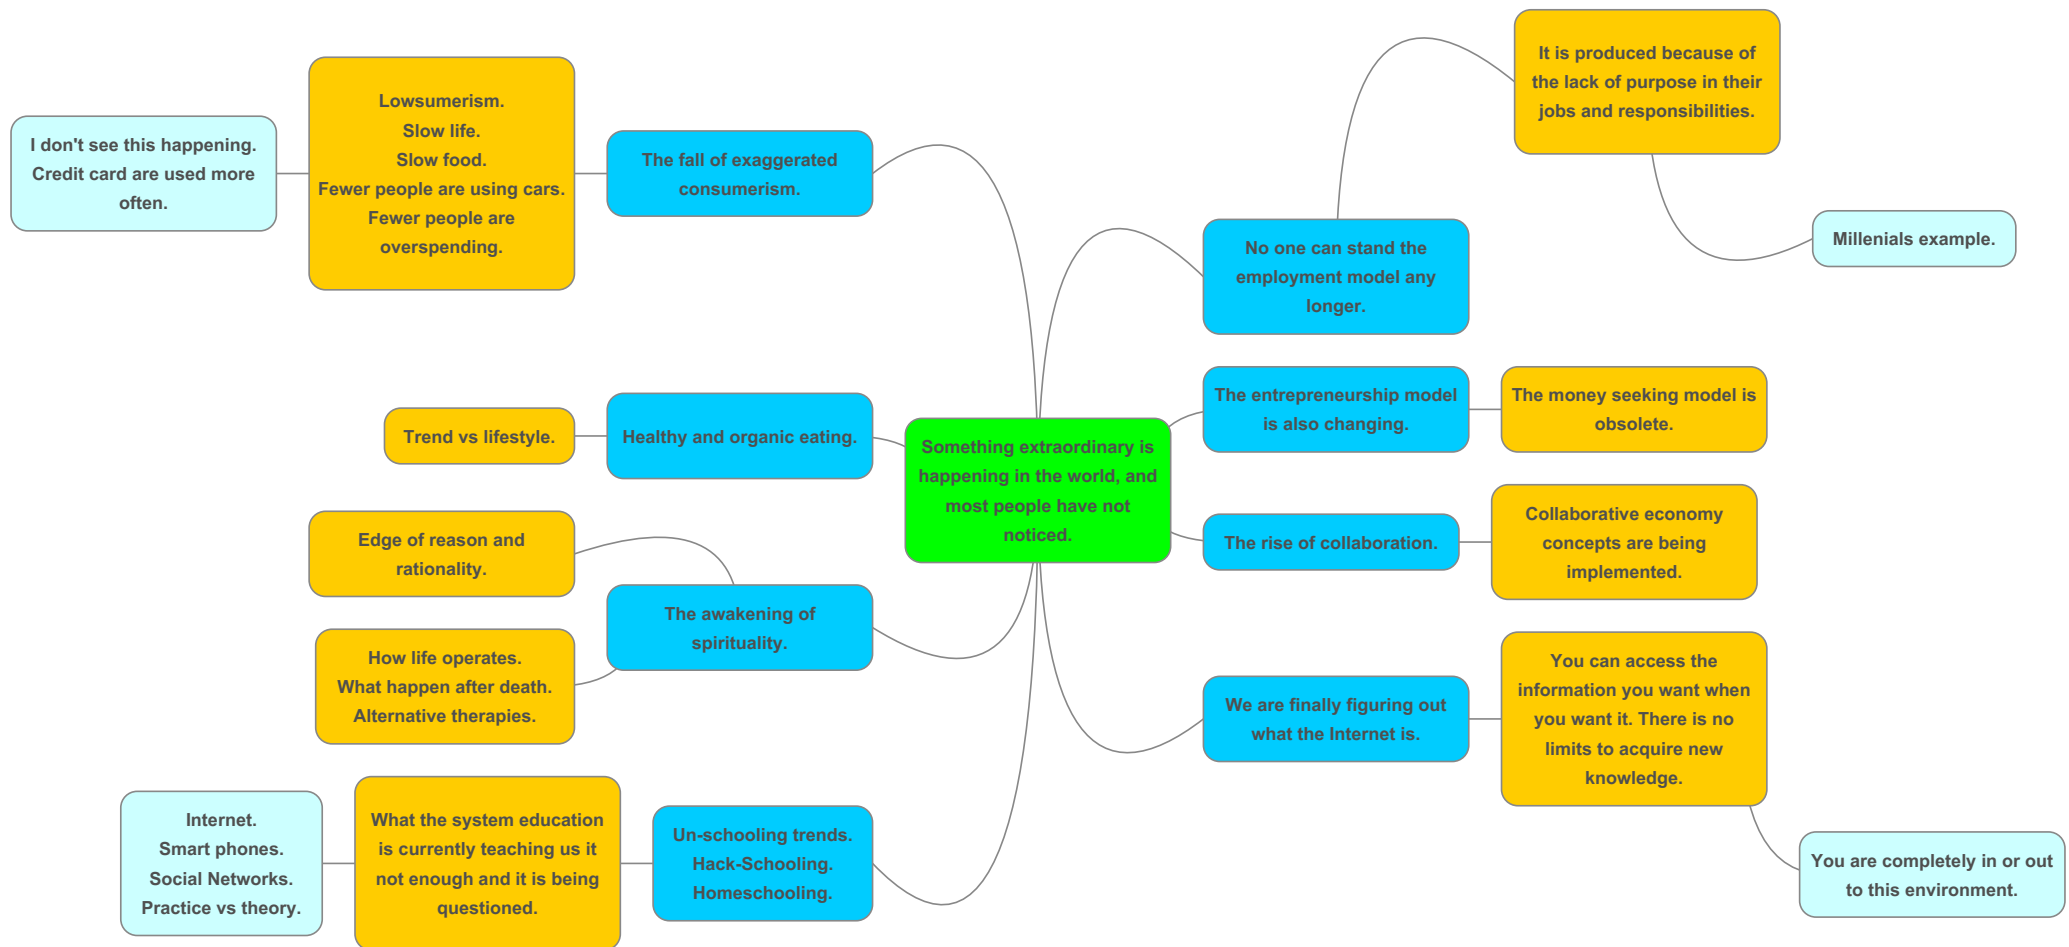 Something extraordinary is
happening in the world, and
most people have not
noticed.
No one can stand the
employment model any
longer.
It is produced because of
the lack of purpose in their
jobs and responsibilities.
Millenials example.
The entrepreneurship model
is also changing.
The money seeking model is
obsolete.
The rise of collaboration.
Collaborative economy
concepts are being
implemented.
We are finally figuring out
what the Internet is.
You can access the
information you want when
you want it. There is no
limits to acquire new
knowledge.
You are completely in or out
to this environment.
The fall of exaggerated
consumerism.
Lowsumerism.
Slow life.
Slow food.
Fewer people are using cars.
Fewer people are
overspending.
I don't see this happening.
Credit card are used more
often.
Healthy and organic eating.
Trend vs lifestyle.
The awakening of
spirituality.
Edge of reason and
rationality.
How life operates.
What happen after death.
Alternative therapies.
Un-schooling trends.
Hack-Schooling.
Homeschooling.
What the system education
is currently teaching us it
not enough and it is being
questioned.
Internet.
Smart phones.
Social Networks.
Practice vs theory.